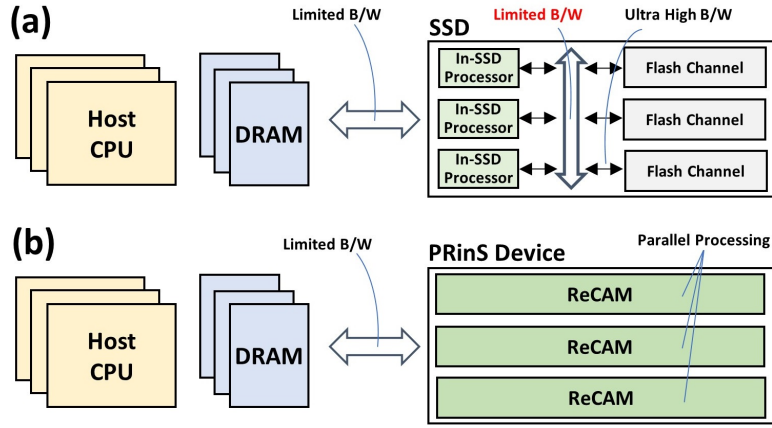 (a)
Limited B/W
Limited B/W
Ultra High B/W
SSD
Host
CPU
DRAM
In-SSD
Processor
Flash Channel
In-SSD
Processor
Flash Channel
In-SSD
Processor
Flash Channel
(b)
Limited B/W
Parallel Processing
PRinS Device
Host
CPU
DRAM
ReCAM
ReCAM
ReCAM